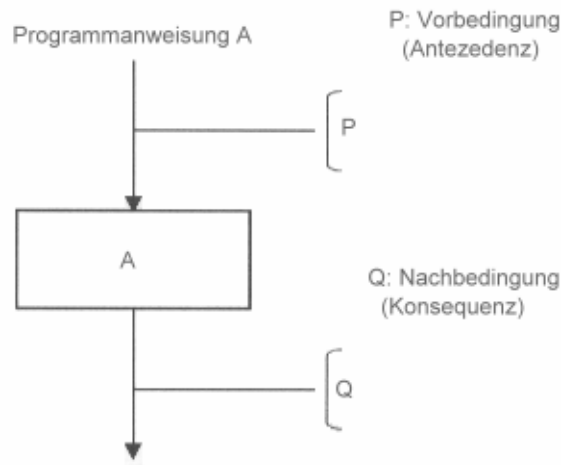 P: Vorbedingung
(Antezedenz)
Programmanweisung A
P
A
Q: Nachbedingung
(Konsequenz)
Q